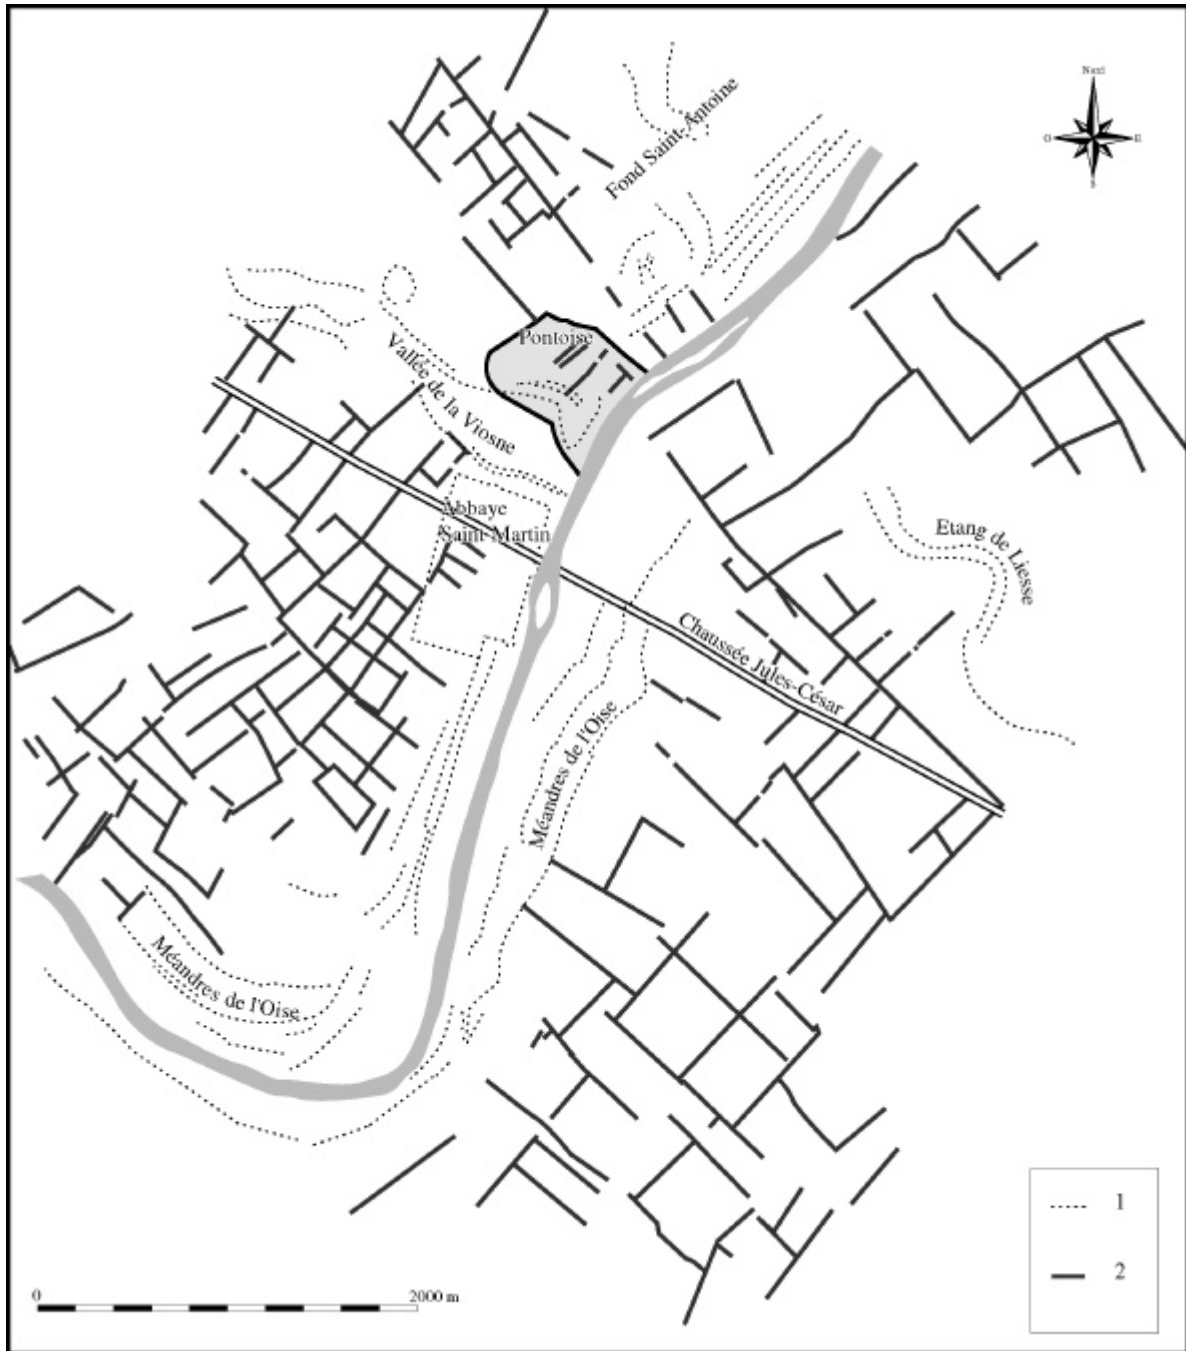 Nord
O
E
S
Fond Saint-Antoine
Pontoise
Vallée de la Viosne
Abbaye
Saint-Martin
Etang de Liesse
Chaussée Jules-César
Méandres de l'Oise
Méandres de l'Oise
1
2
0
2000 m